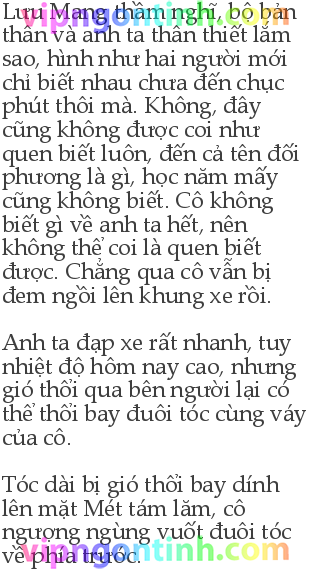 Lưu Mang thầm nghĩ, bộ bản
thân và anh ta thân thiết lắm
sao, hình như hai người mới
chỉ biết nhau chưa đến chục
phút thôi mà. Không, đây
cũng không được coi như
quen biết luôn, đến cả tên đối
phương là gì, học năm mấy
cũng không biết. Cô không
biết gì về anh ta hết, nên
không thể coi là quen biết
được. Chẳng qua cô vẫn bị
đem ngồi lên khung xe rồi.
Anh ta đạp xe rất nhanh, tuy
nhiệt độ hôm nay cao, nhưng
gió thổi qua bên người lại có
thể thổi bay đuôi tóc cùng váy
của cô.
Tóc dài bị gió thổi bay dính
lên mặt Mét tám lăm, cô
ngượng ngùng vuốt đuôi tóc
về phía trước.
vipngontinh.com
vipngontinh.com